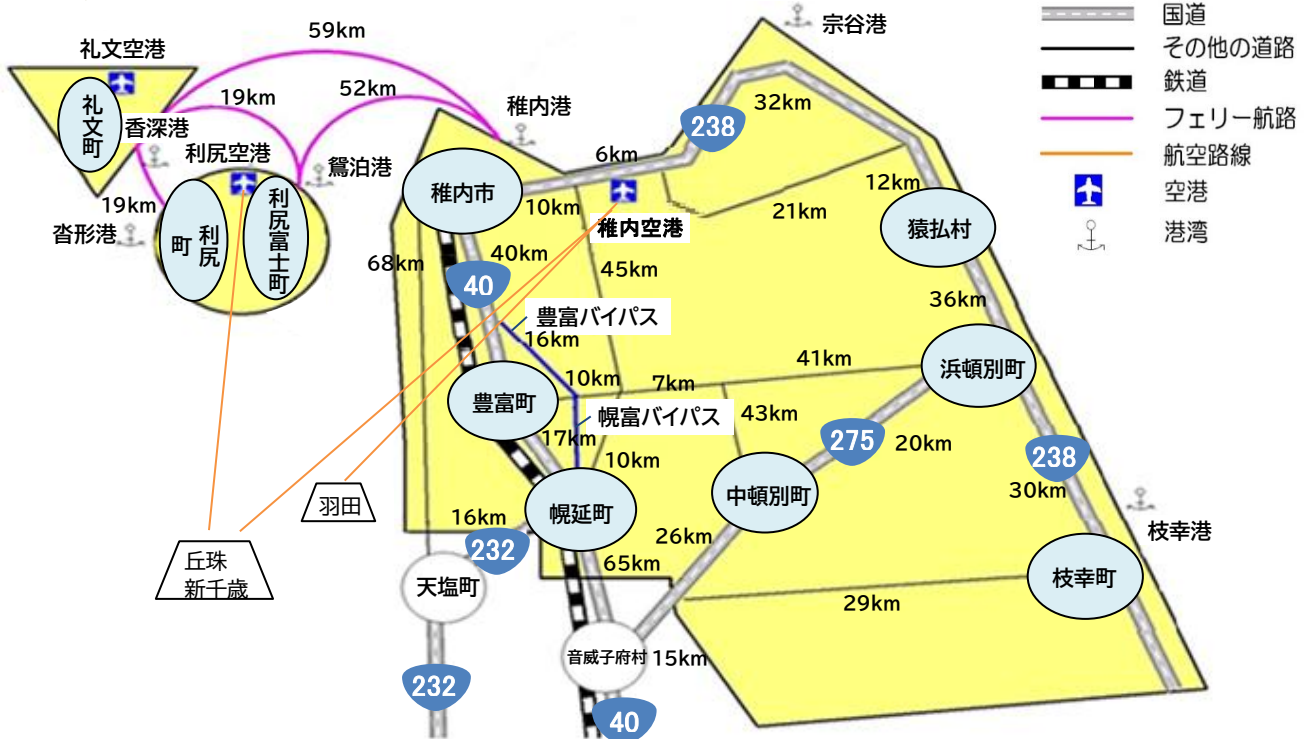 59km
礼文空港
19km
52km
礼文町
香深港
利尻空港
鴛泊港
稚内港
19km
沓形港
利尻町
利尻富士町
宗谷港
国道
その他の道路
鉄道
フェリー航路
航空路線
空港
港湾
32km
238
6km
稚内市
10km
稚内空港
12km
21km
猿払村
68km
40km
45km
40
36km
豊富バイパス
16km
41km
浜頓別町
10km
7km
豊富町
43km
幌富バイパス
17km
275
20km
238
10km
羽田
中頓別町
30km
幌延町
16km
26km
枝幸港
232
65km
丘珠
新千歳
天塩町
枝幸町
29km
音威子府村
15km
232
40